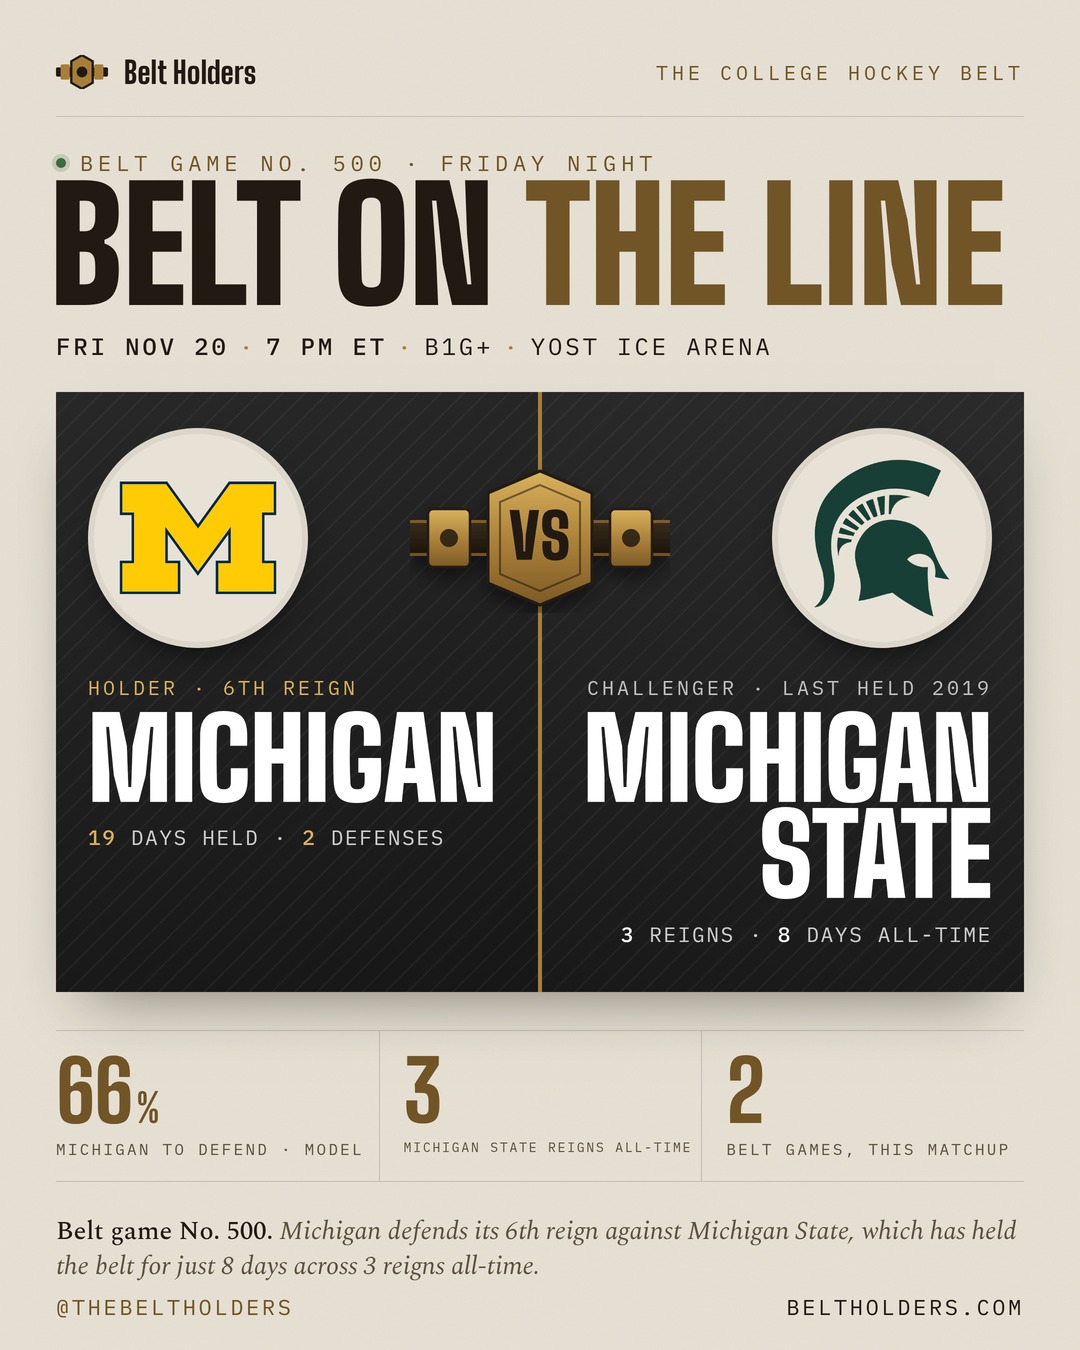 Belt Holders
THE COLLEGE HOCKEY BELT
BELT GAME NO. 500 · FRIDAY NIGHT
BELT ON THE LINE
FRI NOV 20 · 7 PM ET · B1G+ · YOST ICE ARENA
M
VS
HOLDER · 6TH REIGN
MICHIGAN
19 DAYS HELD · 2 DEFENSES
CHALLENGER · LAST HELD 2019
MICHIGAN
STATE
3 REIGNS · 8 DAYS ALL-TIME
66%
MICHIGAN TO DEFEND · MODEL
3
MICHIGAN STATE REIGNS ALL-TIME
2
BELT GAMES, THIS MATCHUP
Belt game No. 500. Michigan defends its 6th reign against Michigan State, which has held
the belt for just 8 days across 3 reigns all-time.
@THEBELTHOLDERS
BELTHOLDERS.COM